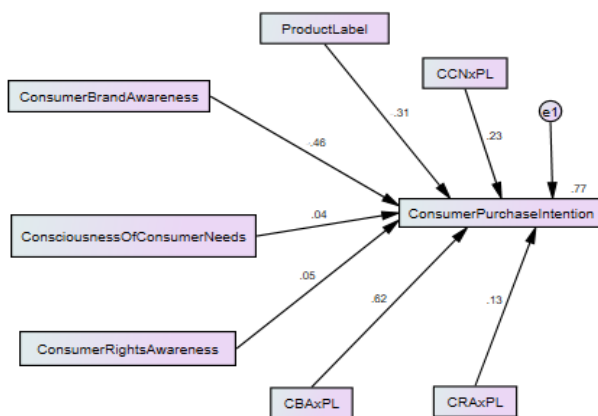 ProductLabel
CCNxPL
ConsumerBrandAwareness
e1
.31
.23
-.46
.77
ConsumerPurchaseIntention
.04
ConsciousnessOfConsumerNeeds
.05
.62
.13
ConsumerRightsAwareness
CBAxPL
CRAxPL